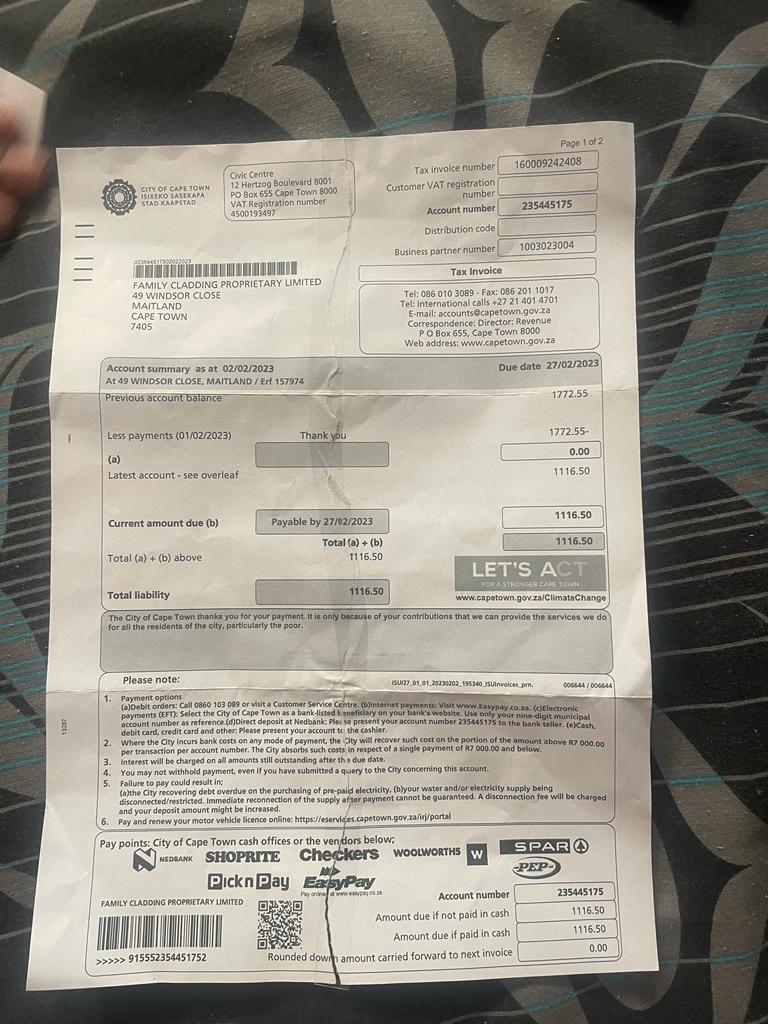 Page 1 of 2
CITY OF CAPE TOWN
ISIXEKO SASEKAPA
STAD KAAPSTAD
Civic Centre
12 Hertzog Boulevard 8001
PO Box 655 Cape Town 8000
VAT Registration number
4500193497
Tax invoice number 160009242408
Customer VAT registration
number
Account number 235445175
Distribution code
Business partner number 1003023004
Tax Invoice
FAMILY CLADDING PROPRIETARY LIMITED
49 WINDSOR CLOSE
MAITLAND
CAPE TOWN
7405
Tel: 086 010 3089 - Fax: 086 201 1017
Tel: International calls +27 21 401 4701
E-mail: accounts@capetown.gov.za
Correspondence: Director: Revenue
P O Box 655, Cape Town 8000
Web address: www.capetown.gov.za
Account summary as at 02/02/2023 Due date 27/02/2023
At 49 WINDSOR CLOSE, MAITLAND / Erf 157974
Previous account balance 1772.55
Less payments (01/02/2023) Thank you 1772.55-
(a) 0.00
Latest account - see overleaf 1116.50
Current amount due (b) Payable by 27/02/2023 1116.50
Total (a) + (b) 1116.50
Total (a) + (b) above 1116.50
LET'S ACT
FOR A STRONGER CAPE TOWN
Total liability 1116.50
www.capetown.gov.za/ClimateChange
The City of Cape Town thanks you for your payment. It is only because of your contributions that we can provide the services we do
for all the residents of the city, particularly the poor.
Please note: ISUI27_01_01_20230202_195340_ISUInvoices_prn. 006644 / 006644
1. Payment options
(a)Debit orders: Call 0860 103 089 or visit a Customer Service Centre. (b)Internet payments: Visit www.Easypay.co.za. (c)Electronic
payments (EFT): Select the City of Cape Town as a bank-listed beneficiary on your bank's website. Use only your nine-digit municipal
account number as reference.(d)Direct deposit at Nedbank: Please present your account number 235445175 to the bank teller. (e)Cash,
debit card, credit card and other: Please present your account to the cashier.
2. Where the City incurs bank costs on any mode of payment, the City will recover such cost on the portion of the amount above R7 000.00
per transaction per account number. The City absorbs such costs in respect of a single payment of R7 000.00 and below.
3. Interest will be charged on all amounts still outstanding after the due date.
4. You may not withhold payment, even if you have submitted a query to the City concerning this account.
5. Failure to pay could result in;
(a)the City recovering debt overdue on the purchasing of pre-paid electricity, (b)your water and/or electricity supply being
disconnected/restricted. Immediate reconnection of the supply after payment cannot be guaranteed. A disconnection fee will be charged
and your deposit amount might be increased.
6. Pay and renew your motor vehicle licence online: https://eservices.capetown.gov.za/irj/portal
13287
Pay points: City of Cape Town cash offices or the vendors below;
NEDBANK SHOPRITE Checkers WOOLWORTHS W SPAR
Pick n Pay EasyPay PEP
Pay online at www.easypay.co.za
FAMILY CLADDING PROPRIETARY LIMITED
Account number 235445175
Amount due if not paid in cash 1116.50
Amount due if paid in cash 1116.50
>>>>> 915552354451752 Rounded down amount carried forward to next invoice 0.00